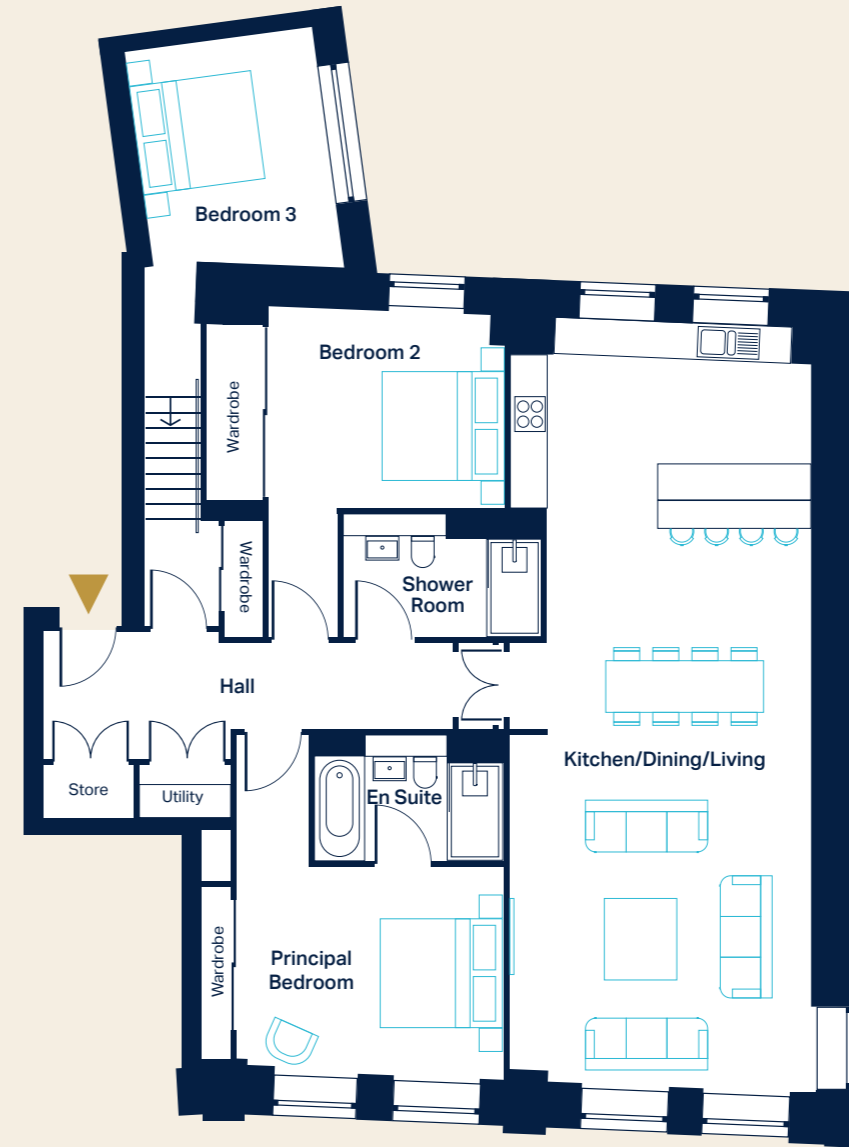 Bedroom 3
Bedroom 2
Wardrobe
Wardrobe
Shower
Room
Hall
Kitchen/Dining/Living
Store
Utility
En Suite
Wardrobe
Principal
Bedroom